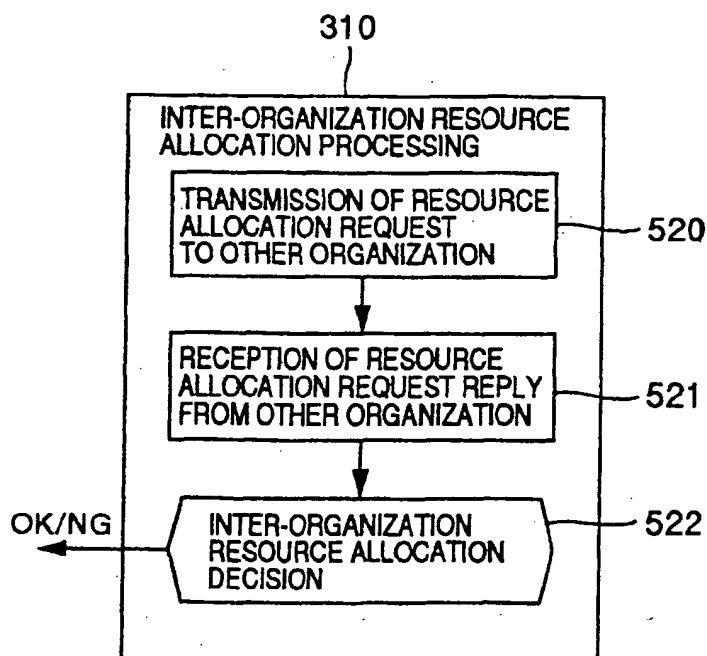 310
INTER-ORGANIZATION RESOURCE
ALLOCATION PROCESSING
TRANSMISSION OF RESOURCE
ALLOCATION REQUEST
TO OTHER ORGANIZATION
520
RECEPTION OF RESOURCE
ALLOCATION REQUEST REPLY
FROM OTHER ORGANIZATION
521
OK/NG
INTER-ORGANIZATION
RESOURCE ALLOCATION
DECISION
522